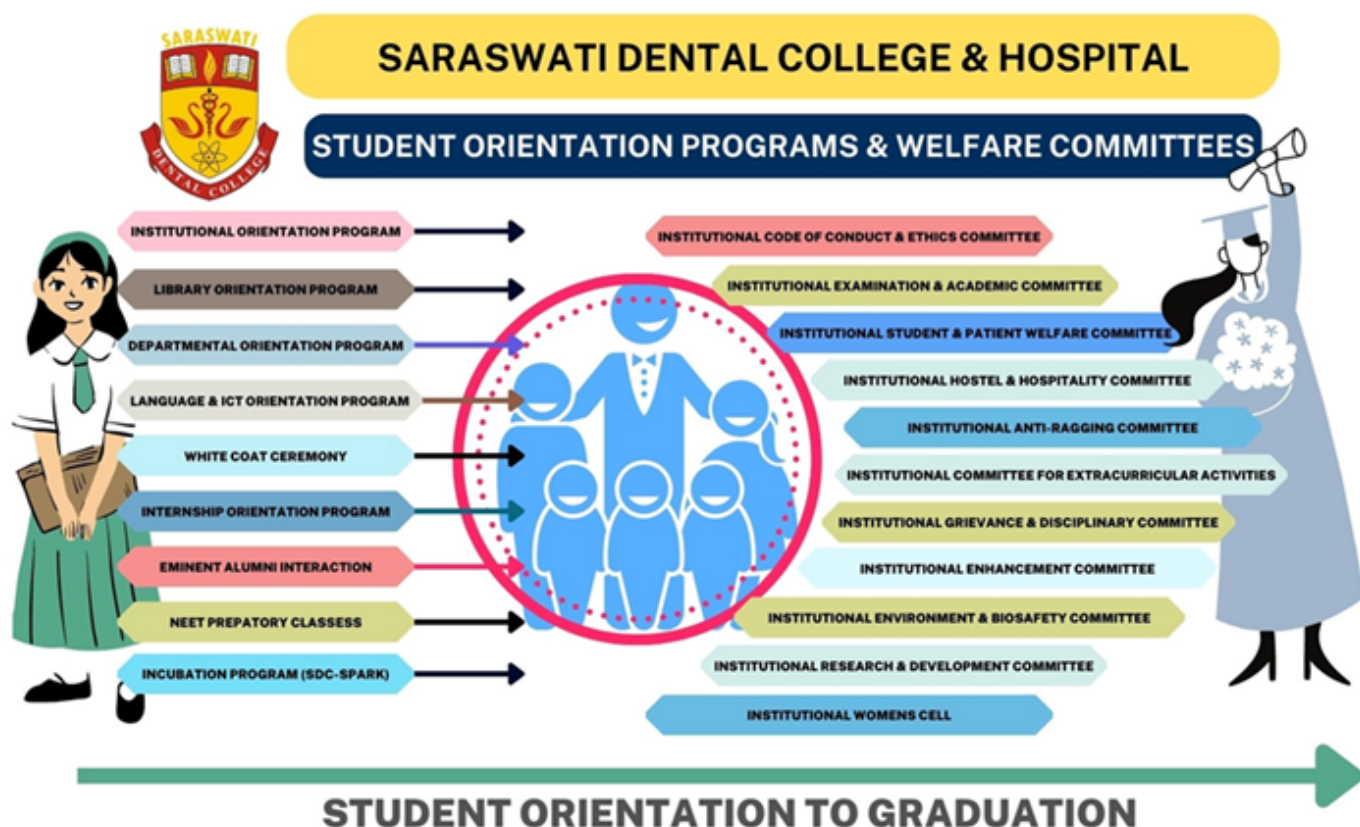 SARASWATI
DENTAL COLLEGE
SARASWATI DENTAL COLLEGE & HOSPITAL
STUDENT ORIENTATION PROGRAMS & WELFARE COMMITTEES
INSTITUTIONAL ORIENTATION PROGRAM
LIBRARY ORIENTATION PROGRAM
DEPARTMENTAL ORIENTATION PROGRAM
LANGUAGE & ICT ORIENTATION PROGRAM
WHITE COAT CEREMONY
INTERNSHIP ORIENTATION PROGRAM
EMINENT ALUMNI INTERACTION
NEET PREPATORY CLASSESS
INCUBATION PROGRAM (SDC-SPARK)
INSTITUTIONAL CODE OF CONDUCT & ETHICS COMMITTEE
INSTITUTIONAL EXAMINATION & ACADEMIC COMMITTEE
INSTITUTIONAL STUDENT & PATIENT WELFARE COMMITTEE
INSTITUTIONAL HOSTEL & HOSPITALITY COMMITTEE
INSTITUTIONAL ANTI-RAGGING COMMITTEE
INSTITUTIONAL COMMITTEE FOR EXTRACURRICULAR ACTIVITIES
INSTITUTIONAL GRIEVANCE & DISCIPLINARY COMMITTEE
INSTITUTIONAL ENHANCEMENT COMMITTEE
INSTITUTIONAL ENVIRONMENT & BIOSAFETY COMMITTEE
INSTITUTIONAL RESEARCH & DEVELOPMENT COMMITTEE
INSTITUTIONAL WOMENS CELL
STUDENT ORIENTATION TO GRADUATION